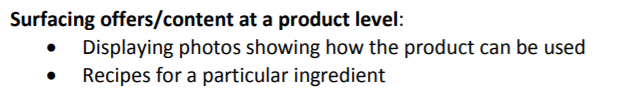 Surfacing offers/content at a product level:
• Displaying photos showing how the product can be used
• Recipes for a particular ingredient